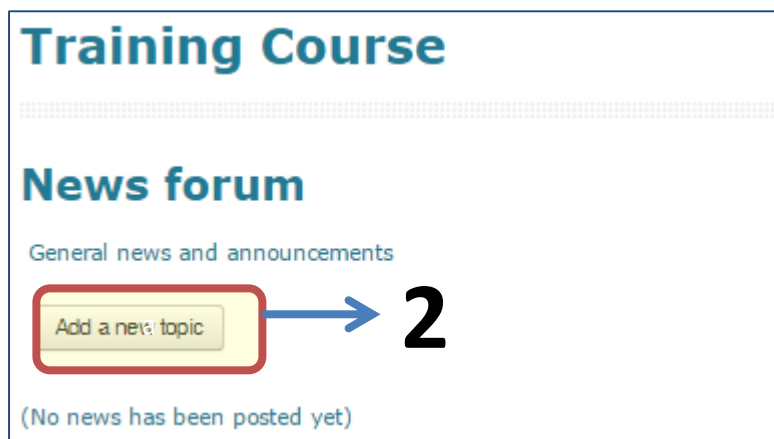 Training Course
News forum
General news and announcements
Add a new topic
2
(No news has been posted yet)